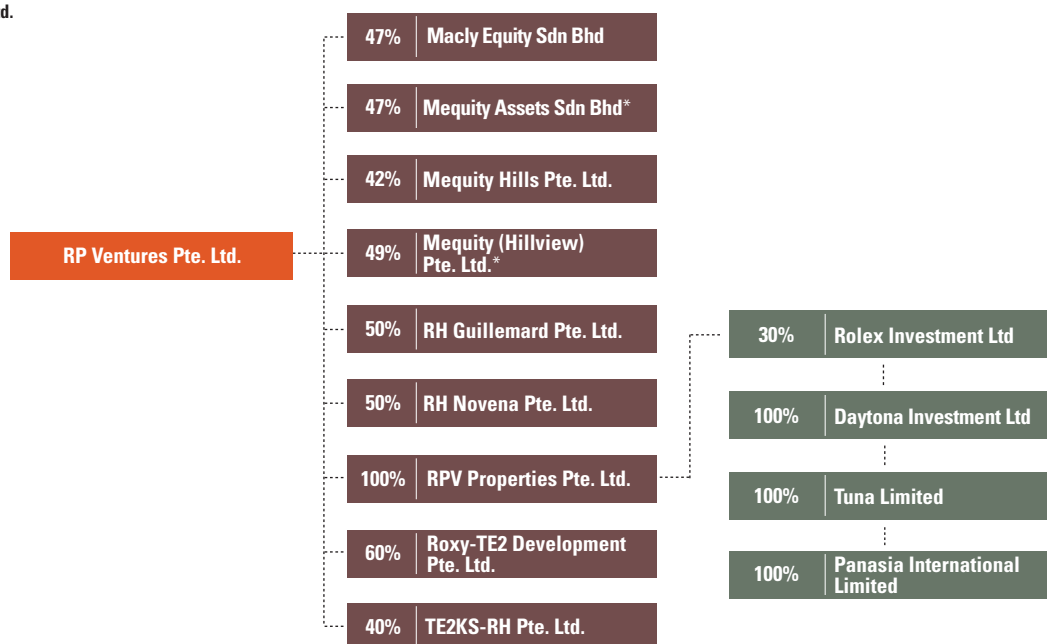 td.
47% Macly Equity Sdn Bhd
47% Mequity Assets Sdn Bhd*
42% Mequity Hills Pte. Ltd.
RP Ventures Pte. Ltd.
49% Mequity (Hillview)
Pte. Ltd.*
50% RH Guillemard Pte. Ltd.
50% RH Novena Pte. Ltd.
100% RPV Properties Pte. Ltd.
60% Roxy-TE2 Development
Pte. Ltd.
40% TE2KS-RH Pte. Ltd.
30% Rolex Investment Ltd
100% Daytona Investment Ltd
100% Tuna Limited
100% Panasia International
Limited